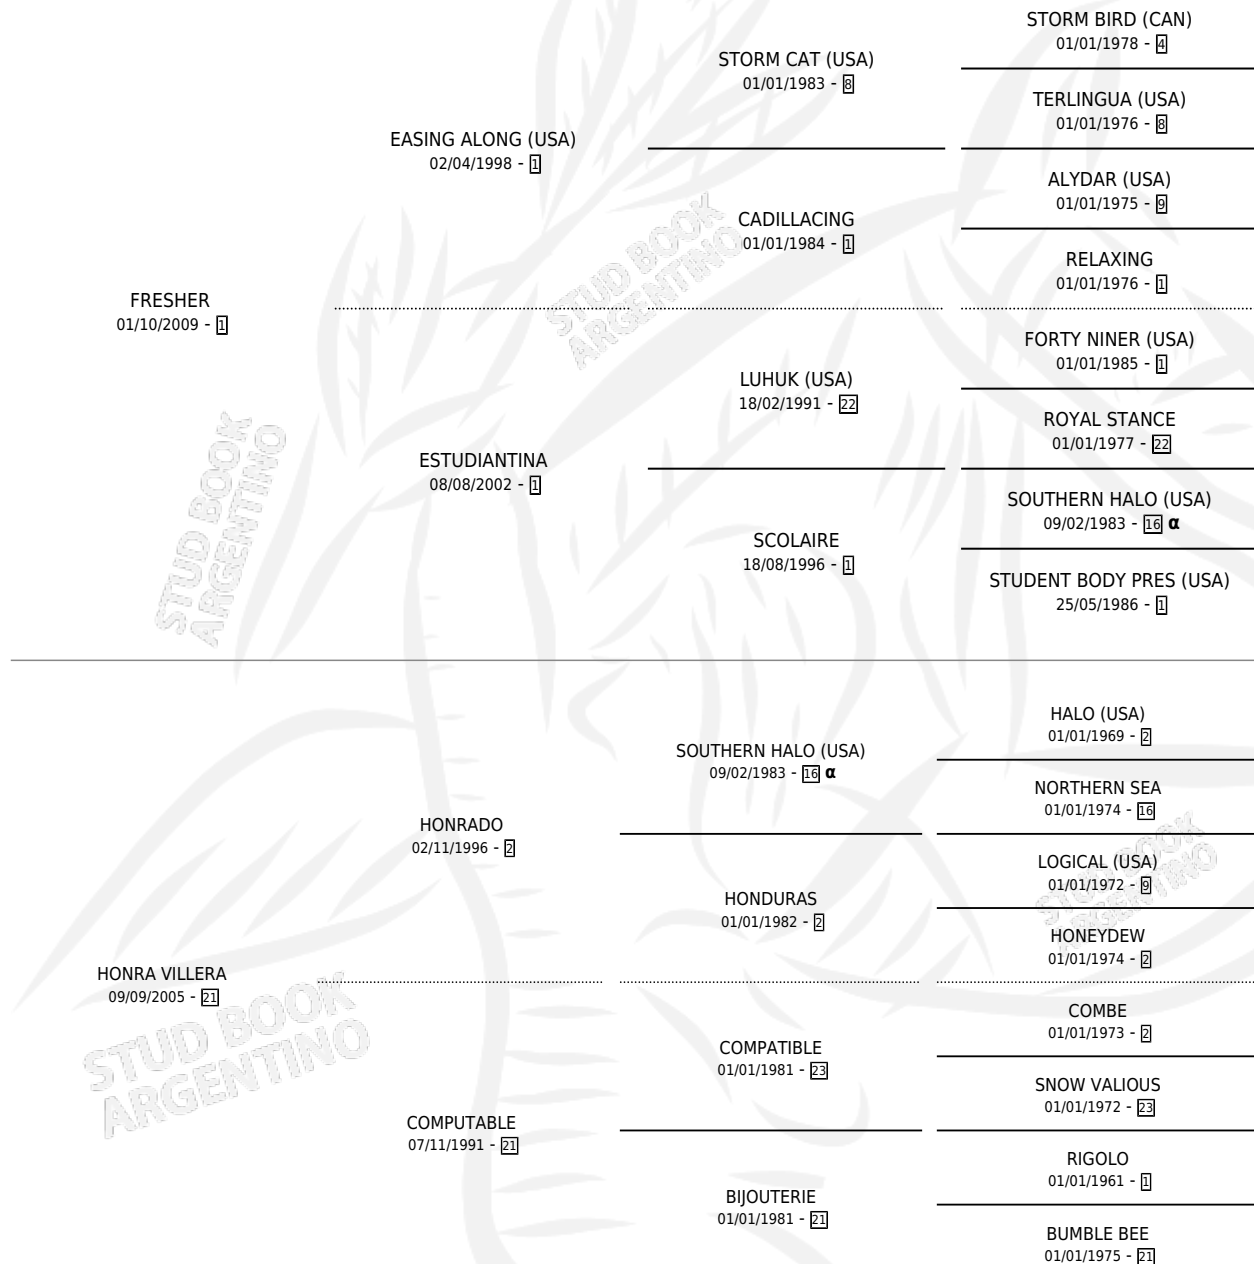 STORM BIRD (CAN)
01/01/1978 - 4
STORM CAT (USA)
01/01/1983 - 8
TERLINGUA (USA)
01/01/1976 - 8
EASING ALONG (USA)
02/04/1998 - 1
ALYDAR (USA)
01/01/1975 - 9
CADILLACING
01/01/1984 - 1
RELAXING
01/01/1976 - 1
FRESHER
01/10/2009 - 1
FORTY NINER (USA)
01/01/1985 - 1
LUHUK (USA)
18/02/1991 - 22
ROYAL STANCE
01/01/1977 - 22
ESTUDIANTINA
08/08/2002 - 1
SOUTHERN HALO (USA)
09/02/1983 - 16 α
SCOLAIRE
18/08/1996 - 1
STUDENT BODY PRES (USA)
25/05/1986 - 1
HALO (USA)
01/01/1969 - 2
SOUTHERN HALO (USA)
09/02/1983 - 16 α
NORTHERN SEA
01/01/1974 - 16
HONRADO
02/11/1996 - 2
LOGICAL (USA)
01/01/1972 - 9
HONDURAS
01/01/1982 - 2
HONEYDEW
01/01/1974 - 2
HONRA VILLERA
09/09/2005 - 21
COMBE
01/01/1973 - 2
COMPATIBLE
01/01/1981 - 23
SNOW VALIOUS
01/01/1972 - 23
COMPUTABLE
07/11/1991 - 21
RIGOLO
01/01/1961 - 1
BIJOUTERIE
01/01/1981 - 21
BUMBLE BEE
01/01/1975 - 21
STUD BOOK
ARGENTINO
STUD BOOK
ARGENTINO
STUD BOOK
ARGENTINO
STUD BOOK
ARGENTINO